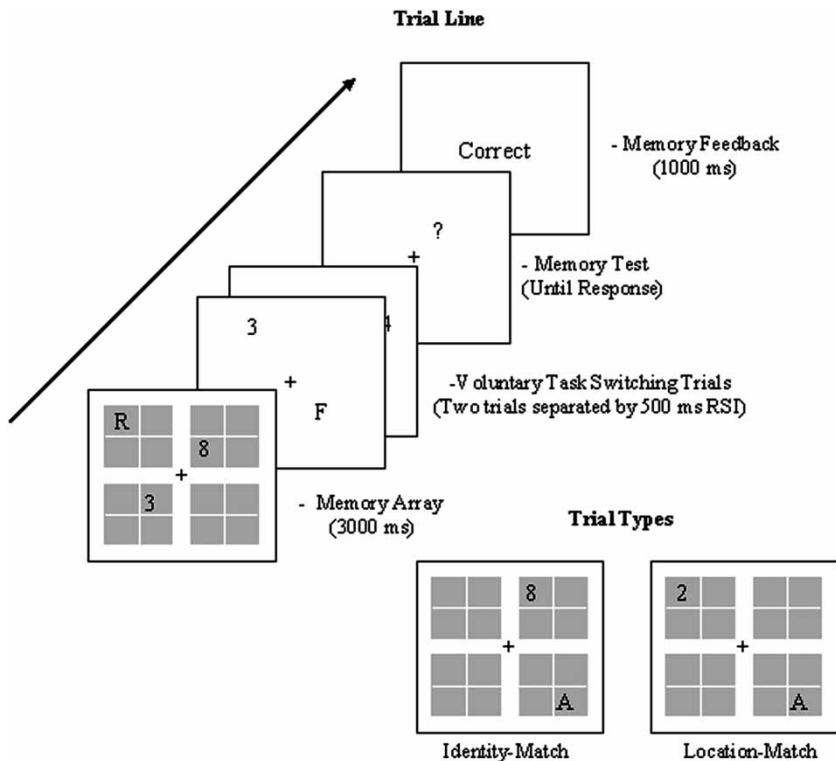 Trial Line
Correct
- Memory Feedback
(1000 ms)
?
+
- Memory Test
(Until Response)
3
4
+
F
-Voluntary Task Switching Trials
(Two trials separated by 500 ms RSI)
R
8
+
3
- Memory Array
(3000 ms)
Trial Types
8
+
A
Identity-Match
2
+
A
Location-Match